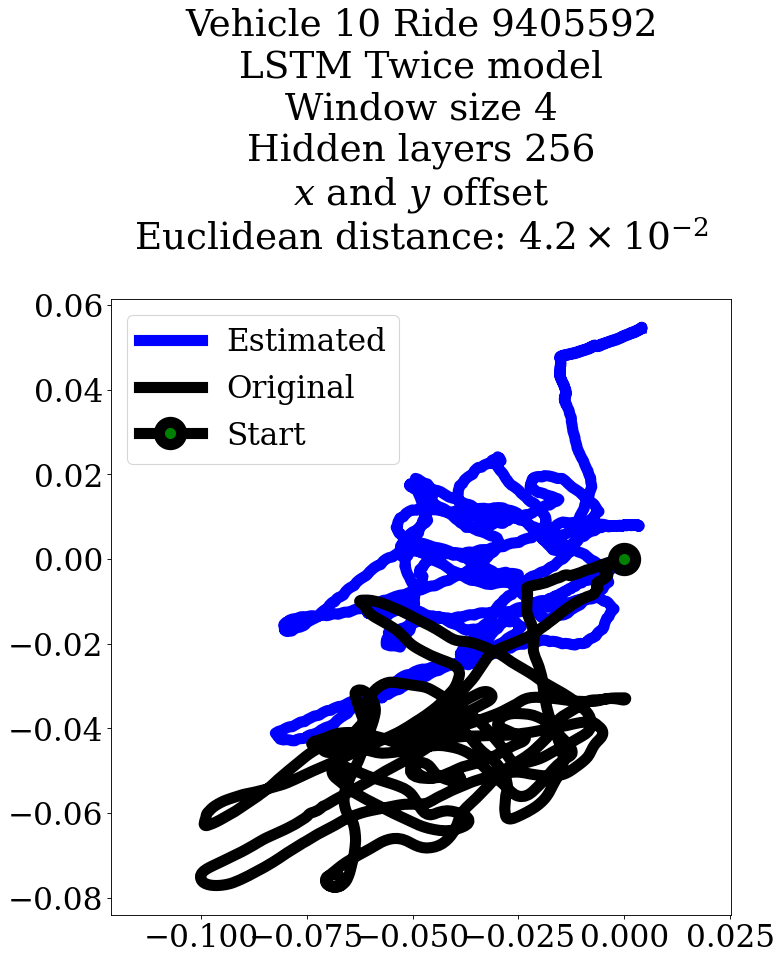 Vehicle 10 Ride 9405592
LSTM Twice model
Window size 4
Hidden layers 256
x and y offset
Euclidean distance: 4.2 × 10⁻²
Estimated
Original
Start
0.06
0.04
0.02
0.00
−0.02
−0.04
−0.06
−0.08
−0.100 −0.075 −0.050 −0.025 0.000 0.025